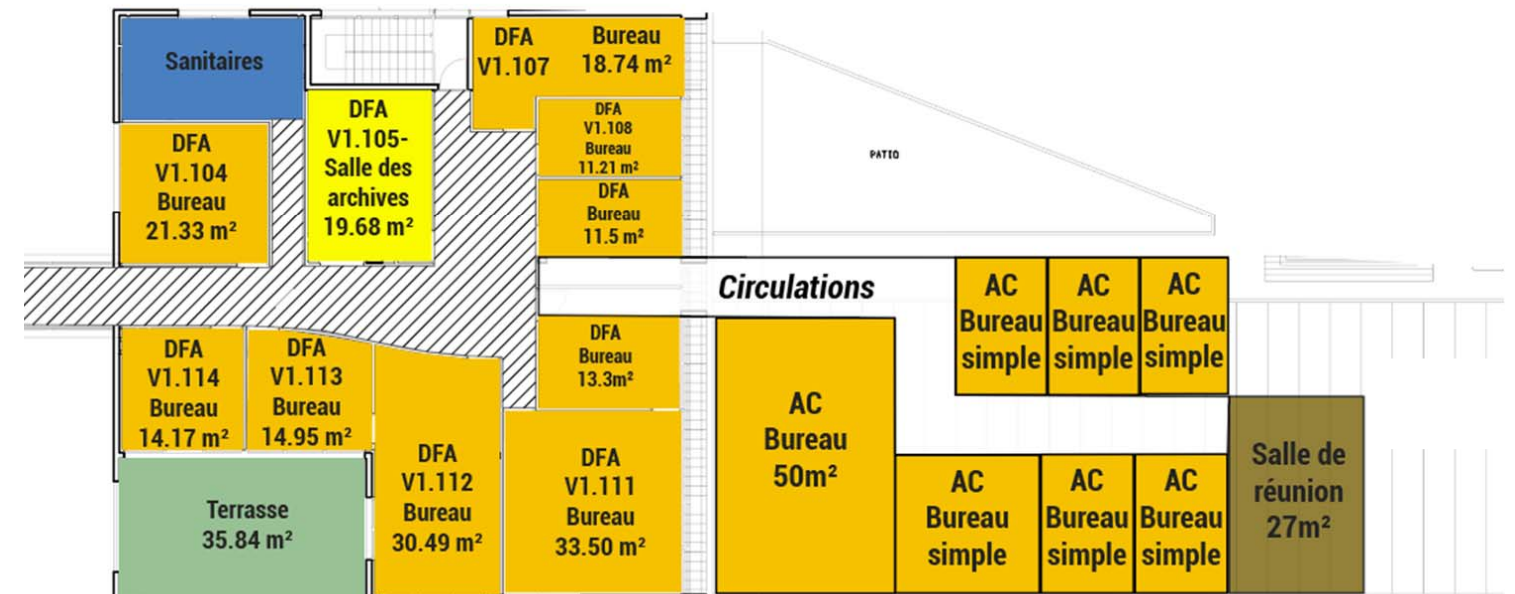 Sanitaires
DFA
V1.104
Bureau
21.33 m²
DFA
V1.105-
Salle des
archives
19.68 m²
DFA
V1.107
Bureau
18.74 m²
DFA
V1.108
Bureau
11.21 m²
DFA
Bureau
11.5 m²
PATIO
Circulations
AC
Bureau
simple
AC
Bureau
simple
AC
Bureau
simple
DFA
V1.114
Bureau
14.17 m²
DFA
V1.113
Bureau
14.95 m²
DFA
Bureau
13.3m²
DFA
V1.112
Bureau
30.49 m²
DFA
V1.111
Bureau
33.50 m²
Terrasse
35.84 m²
AC
Bureau
50m²
AC
Bureau
simple
AC
Bureau
simple
AC
Bureau
simple
Salle de
réunion
27m²